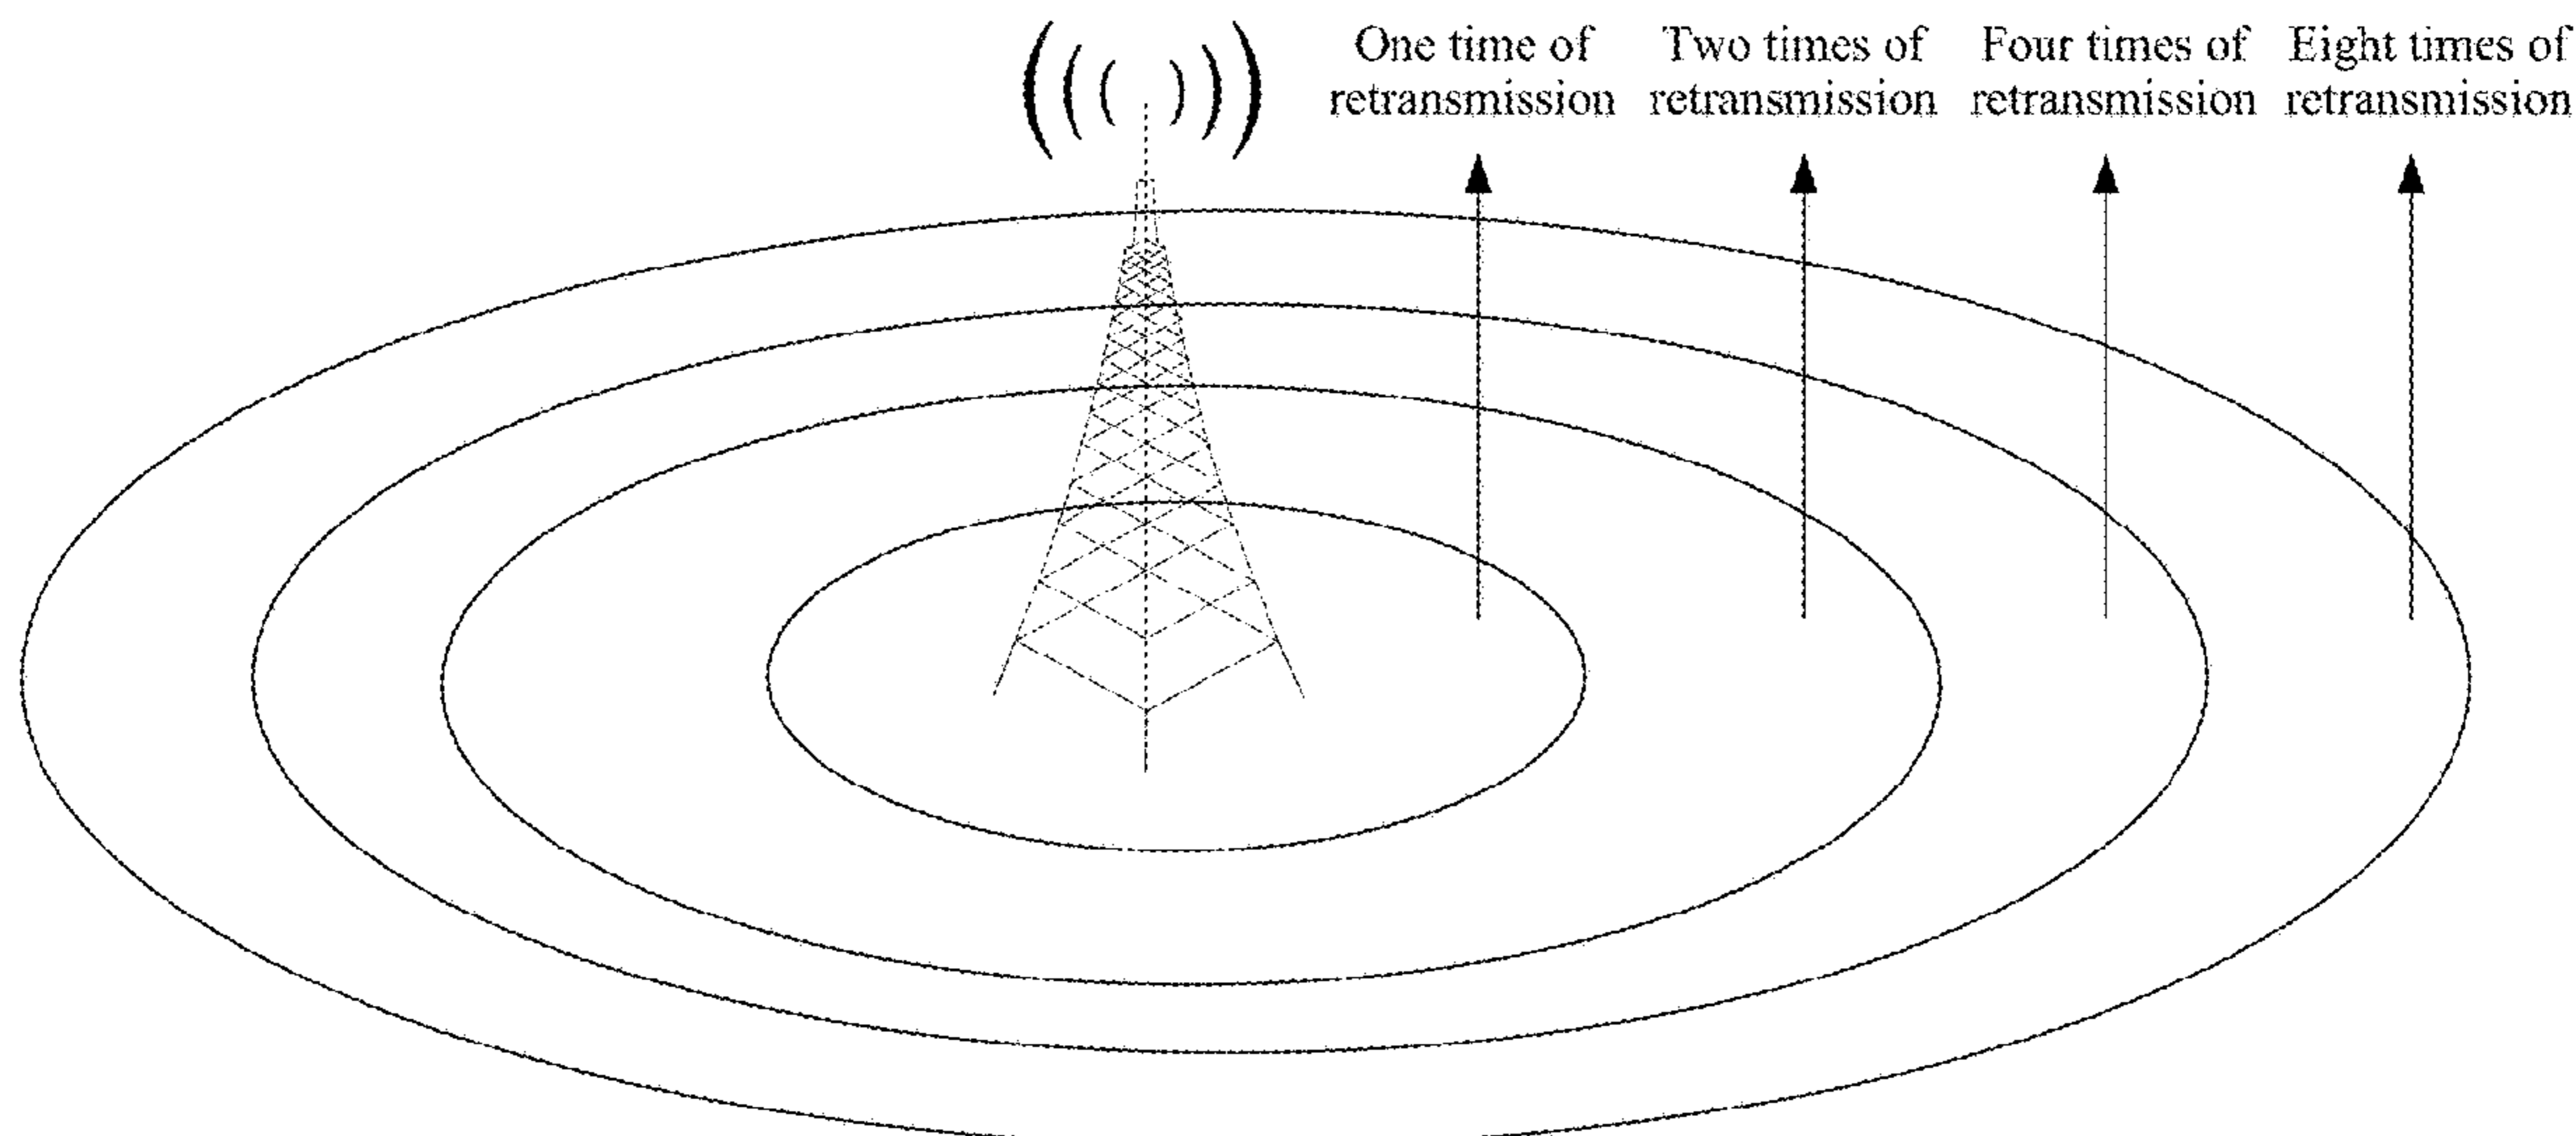 One time of
retransmission
Two times of
retransmission
Four times of
retransmission
Eight times of
retransmission